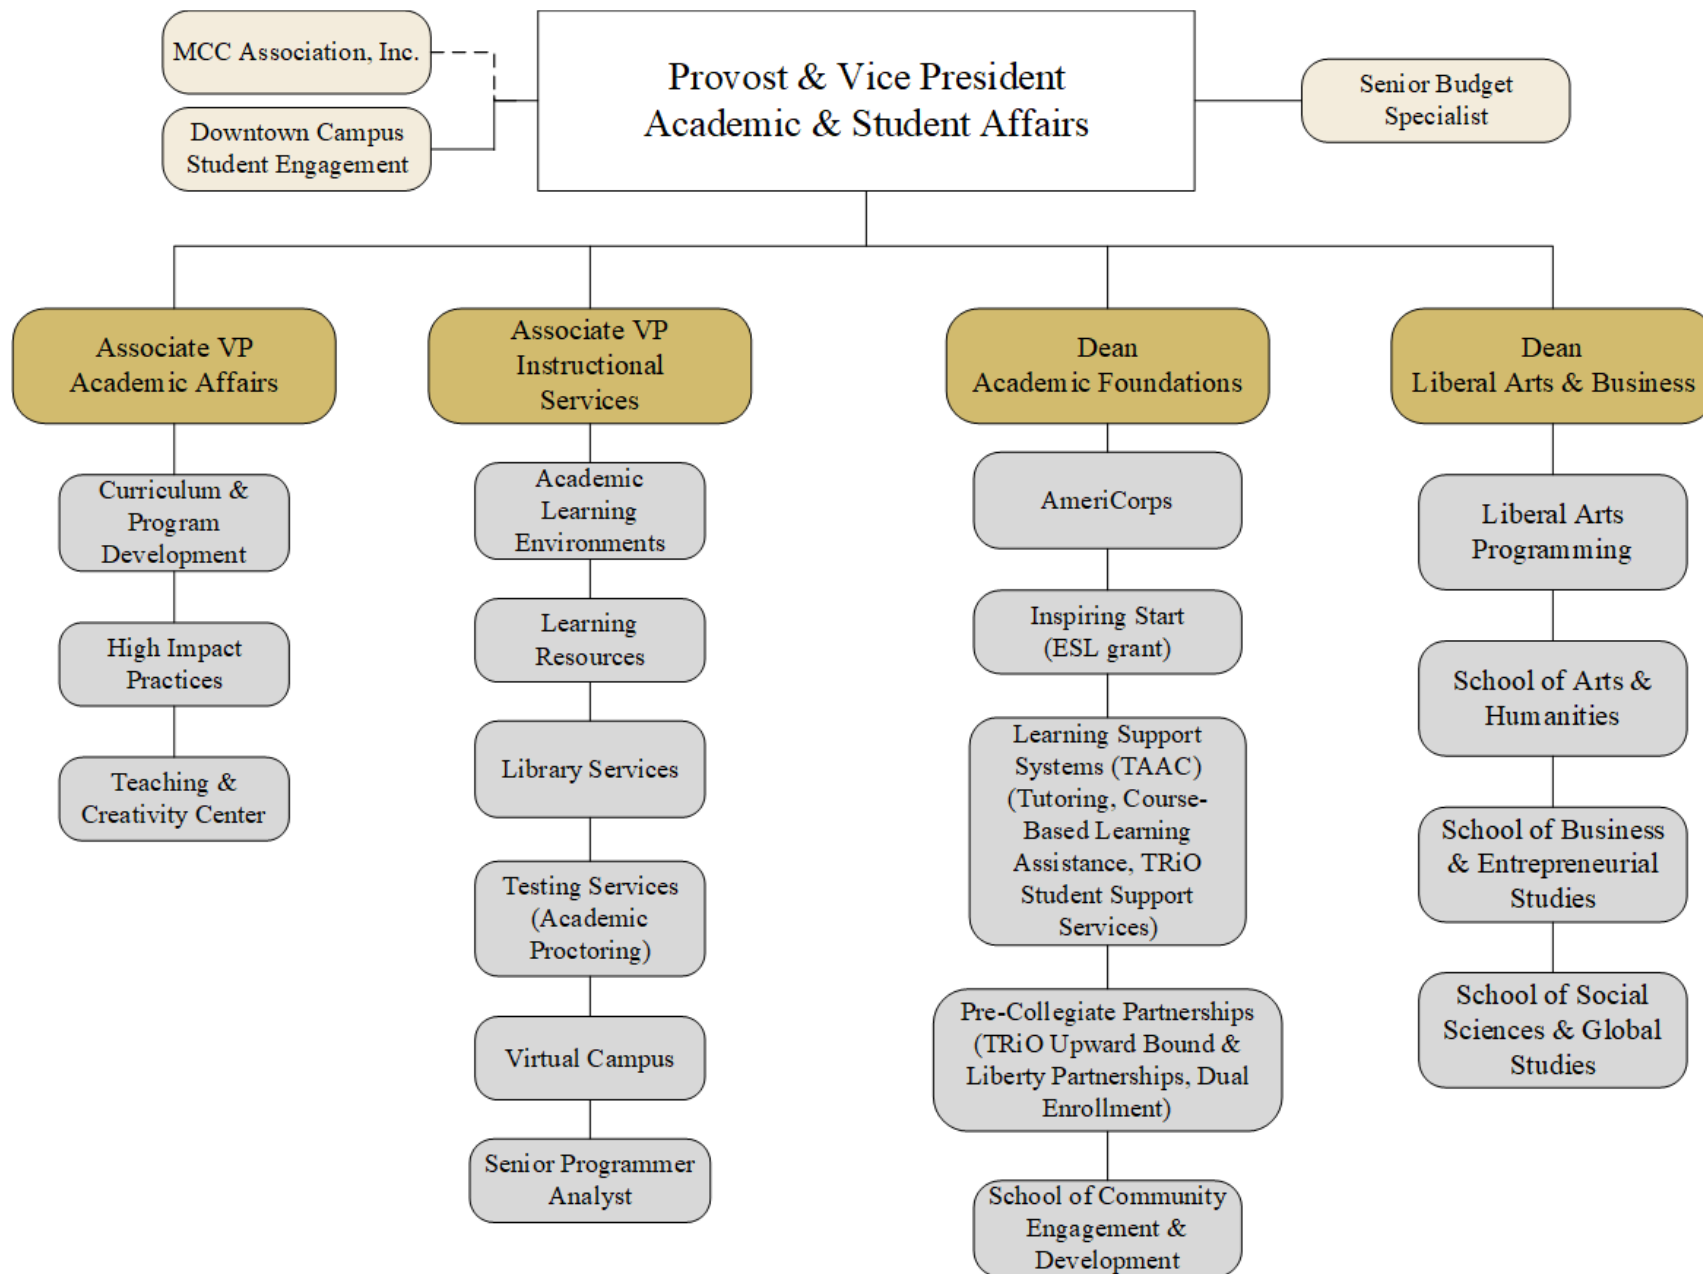 MCC Association, Inc.
Downtown Campus
Student Engagement
Provost & Vice President
Academic & Student Affairs
Senior Budget
Specialist
Associate VP
Academic Affairs
Curriculum &
Program
Development
High Impact
Practices
Teaching &
Creativity Center
Associate VP
Instructional
Services
Academic
Learning
Environments
Learning
Resources
Library Services
Testing Services
(Academic
Proctoring)
Virtual Campus
Senior Programmer
Analyst
Dean
Academic Foundations
AmeriCorps
Inspiring Start
(ESL grant)
Learning Support
Systems (TAAC)
(Tutoring, Course-
Based Learning
Assistance, TRiO
Student Support
Services)
Pre-Collegiate Partnerships
(TRiO Upward Bound &
Liberty Partnerships, Dual
Enrollment)
School of Community
Engagement &
Development
Dean
Liberal Arts & Business
Liberal Arts
Programming
School of Arts &
Humanities
School of Business
& Entrepreneurial
Studies
School of Social
Sciences & Global
Studies